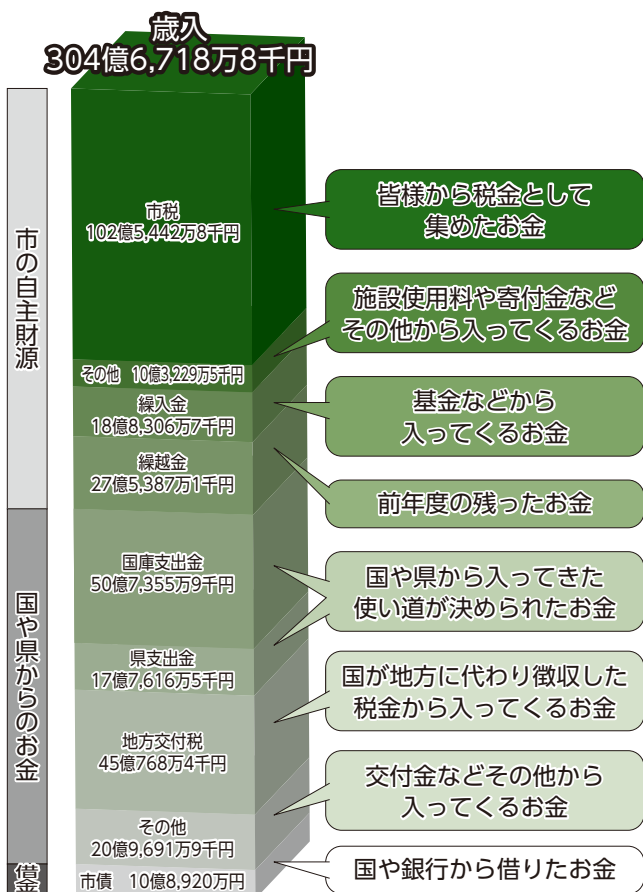 歳入
304億6,718万8千円
市の自主財源
市税
102億5,442万8千円
皆様から税金として
集めたお金
その他 10億3,229万5千円
施設使用料や寄付金など
その他から入ってくるお金
繰入金
18億8,306万7千円
基金などから
入ってくるお金
繰越金
27億5,387万1千円
前年度の残ったお金
国や県からのお金
国庫支出金
50億7,355万9千円
国や県から入ってきた
使い道が決められたお金
県支出金
17億7,616万5千円
地方交付税
45億768万4千円
国が地方に代わり徴収した
税金から入ってくるお金
その他
20億9,691万9千円
交付金などその他から
入ってくるお金
借金
市債 10億8,920万円
国や銀行から借りたお金